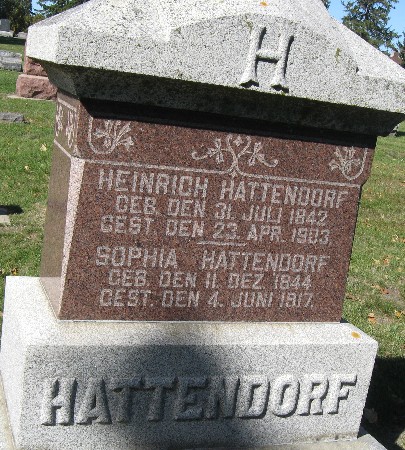 H
HEINRICH HATTENDORF
GEB. DEN 31. JULI 1842.
GEST. DEN 23. APR. 1903.
SOPHIA HATTENDORF
GEB. DEN 11. DEZ. 1844
GEST. DEN 4. JUNI 1917.
HATTENDORF